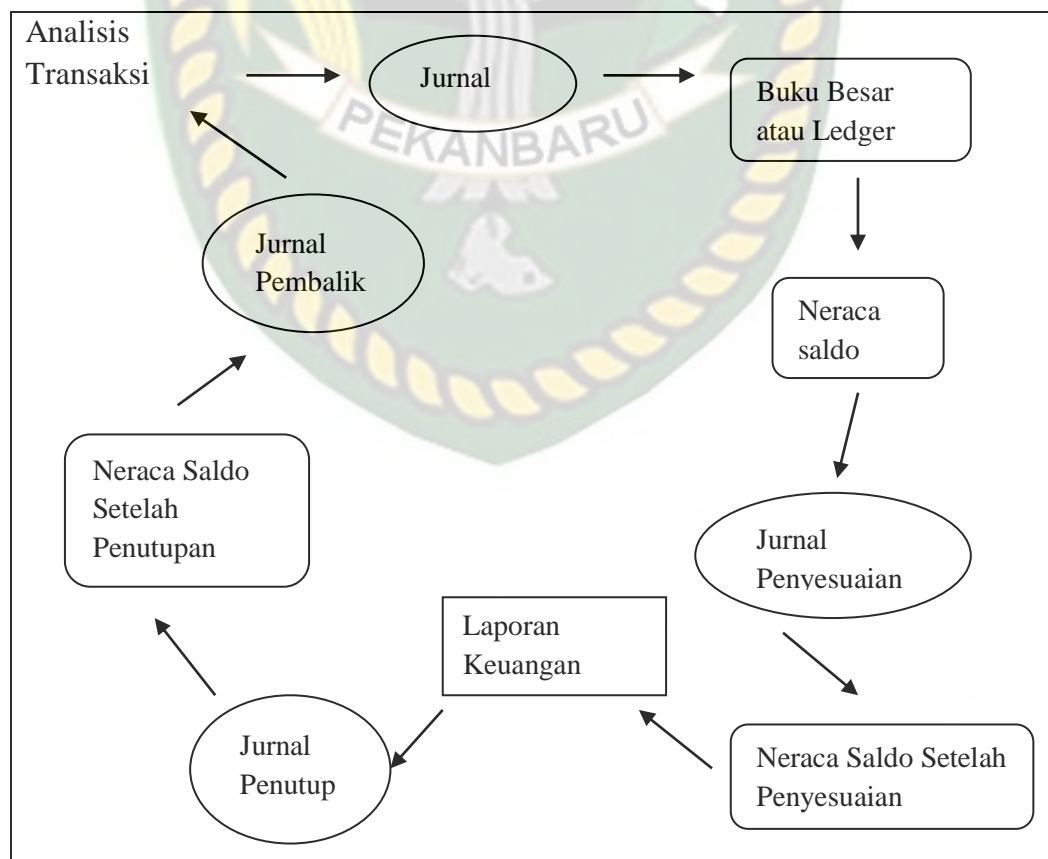 Analisis
Transaksi
Jurnal
Buku Besar
atau Ledger
PEKANBARU
Jurnal
Pembalik
Neraca
saldo
Neraca Saldo
Setelah
Penutupan
Jurnal
Penyesuaian
Laporan
Keuangan
Jurnal
Penutup
Neraca Saldo Setelah
Penyesuaian